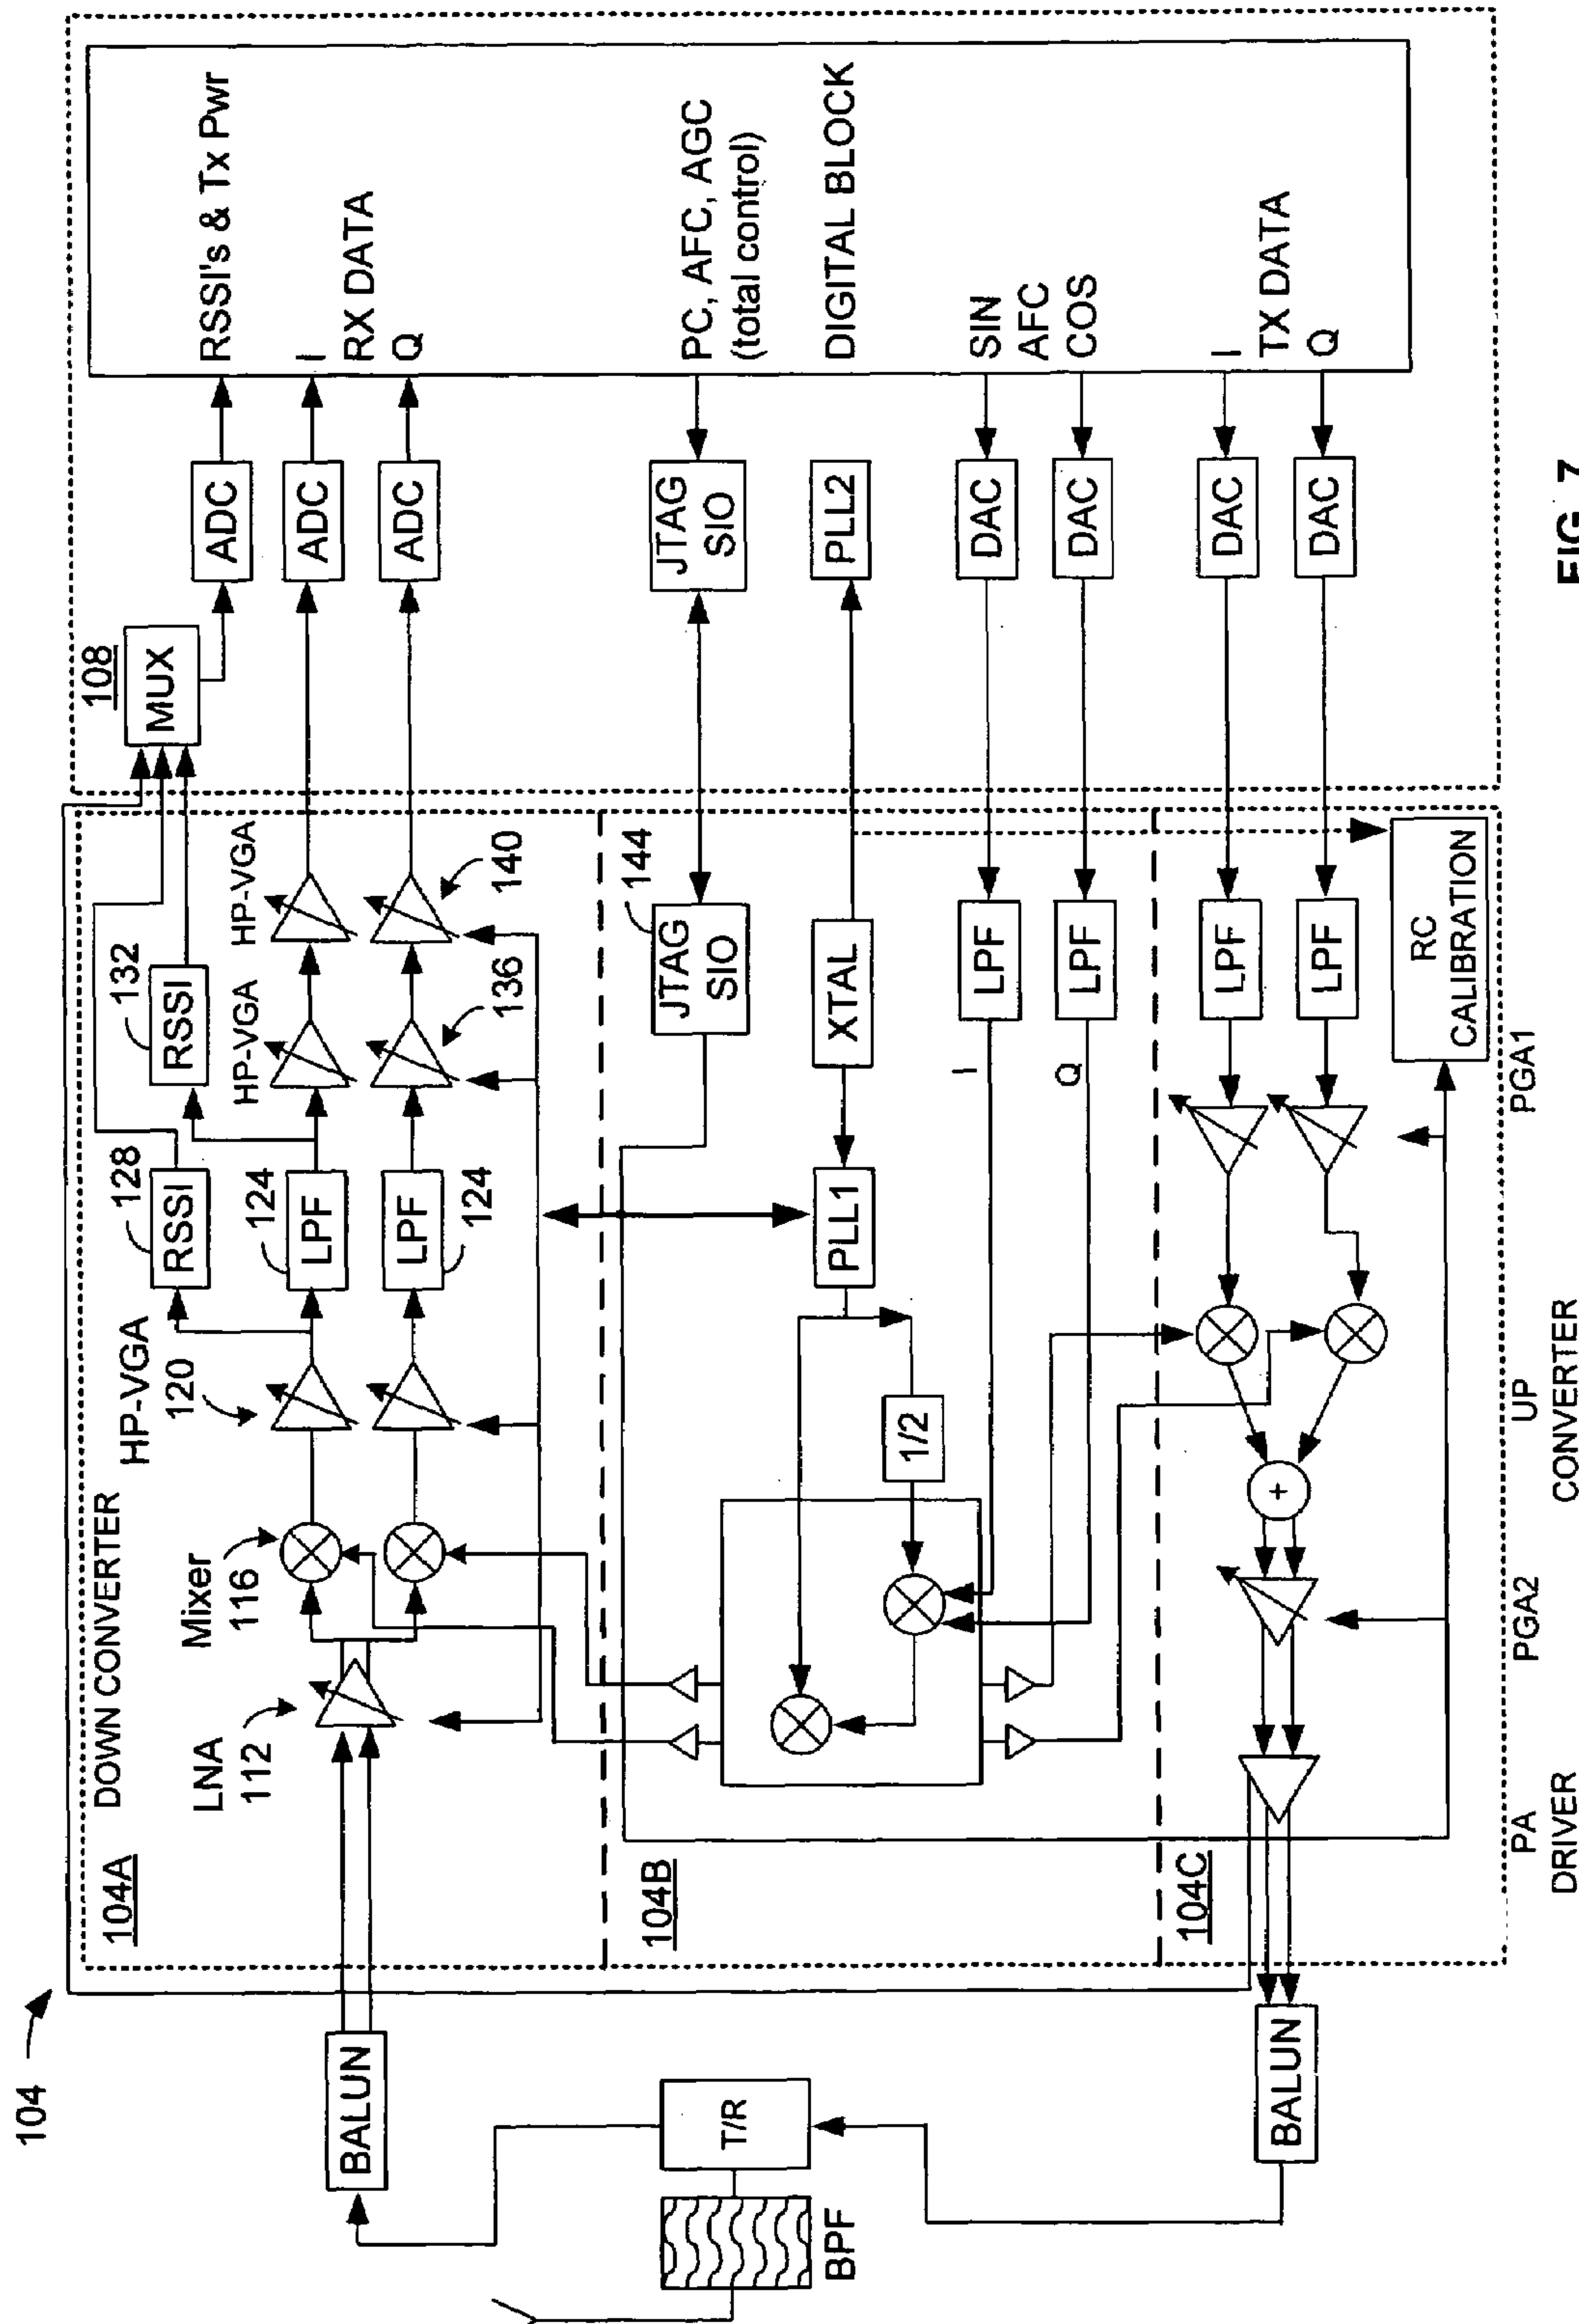 104
104A
DOWN CONVERTER
LNA
112
Mixer
116
HP-VGA
120
RSSI
128
RSSI
132
LPF
124
LPF
124
HP-VGA
HP-VGA
136
140
108
MUX
ADC
ADC
ADC
RSSI's & Tx Pwr
I
RX DATA
Q
BALUN
T/R
BPF
104B
JTAG
SIO
144
JTAG
SIO
PC, AFC, AGC
(total control)
PLL1
XTAL
PLL2
DIGITAL BLOCK
1/2
I
LPF
DAC
SIN
AFC
Q
LPF
DAC
COS
104C
BALUN
+
LPF
DAC
I
TX DATA
LPF
DAC
Q
RC
CALIBRATION
PA
DRIVER
PGA2
UP
CONVERTER
PGA1
FIG. 7